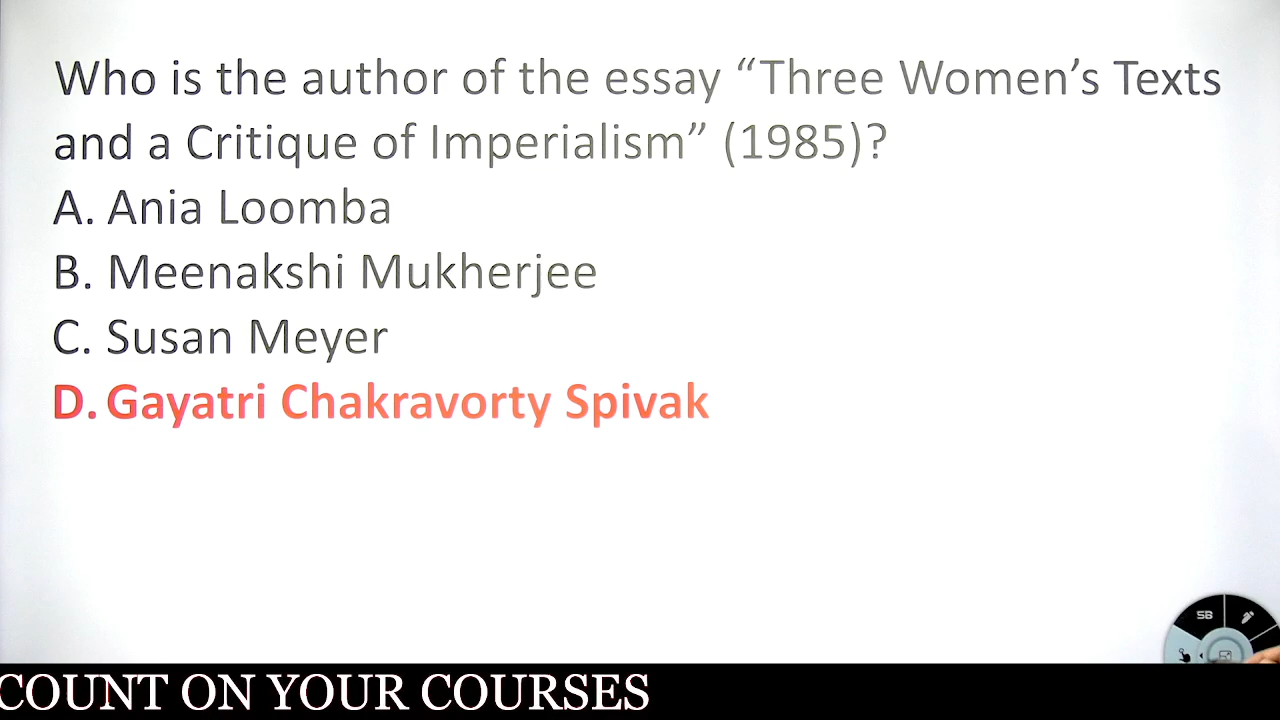 Who is the author of the essay “Three Women’s Texts
and a Critique of Imperialism” (1985)?
A. Ania Loomba
B. Meenakshi Mukherjee
C. Susan Meyer
D. Gayatri Chakravorty Spivak
SB
COUNT ON YOUR COURSES